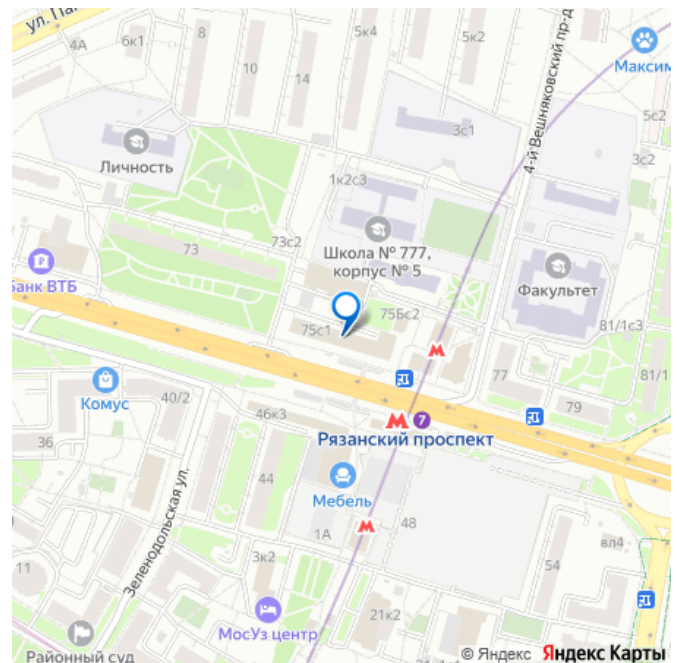 ул. Па
4А
6к1
8
10
14
5к4
5к2
4-й Вешняковский пр-д
Максим
5с2
3с1
3с2
Личность
1к2с3
73с2
73
Школа № 777,
корпус № 5
Факультет
Банк ВТБ
75с1
75Бс2
81/1с3
81/1
77
79
Комус
40/2
46к3
7
Рязанский проспект
36
44
Зеленодольская ул.
Мебель
1А
48
вл4
54
3к2
11
МосУз центр
21к2
Районный суд
© Яндекс Яндекс Карты